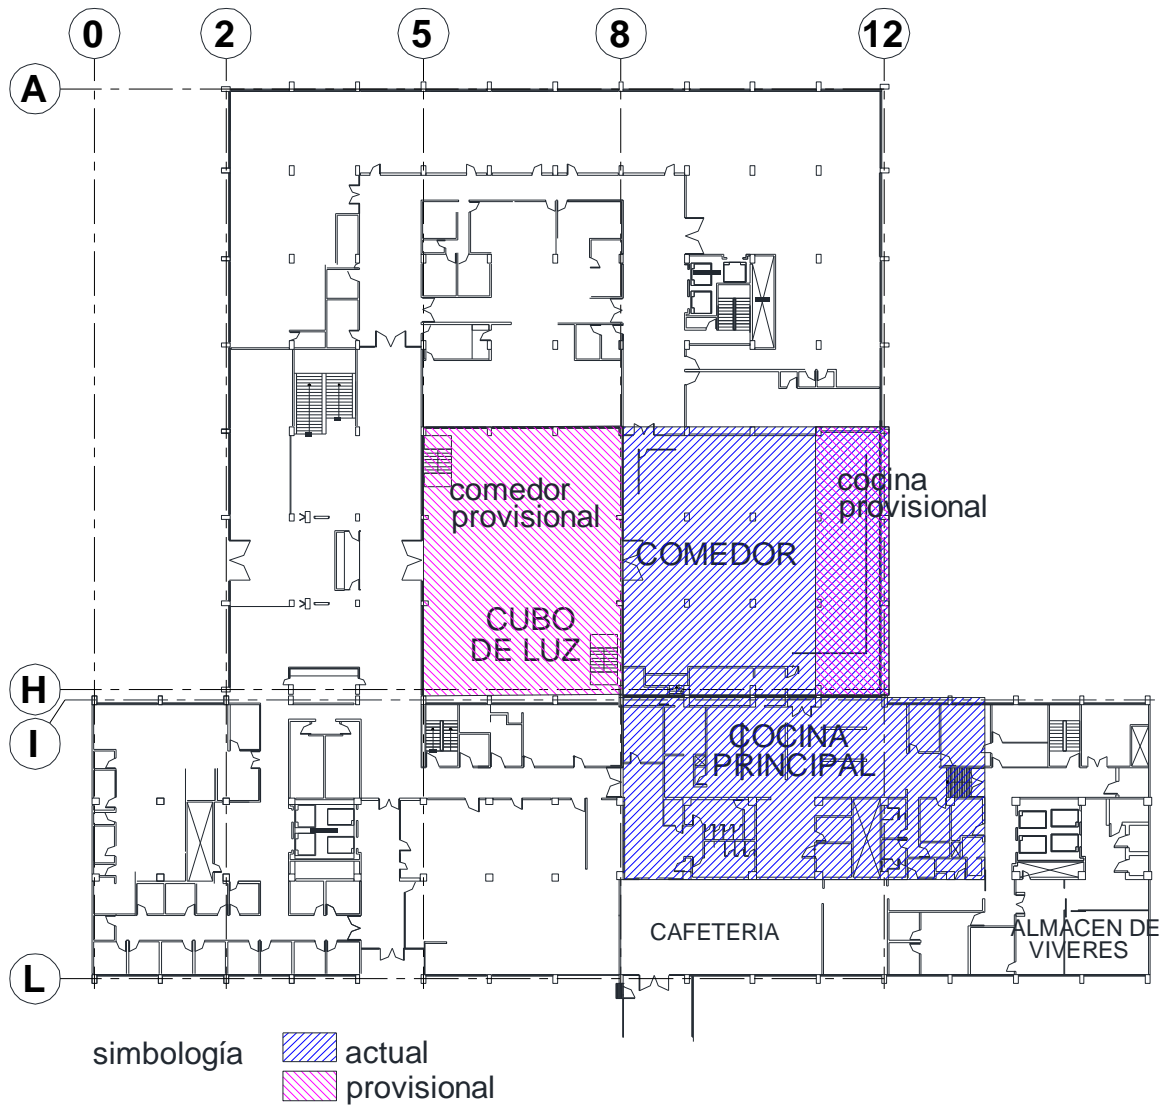 0 2 5 8 12
A
comedor
provisional
cocina
provisional
COMEDOR
CUBO
DE LUZ
H
I
COCINA
PRINCIPAL
CAFETERIA
ALMACEN DE
VIVERES
L
simbología
actual
provisional